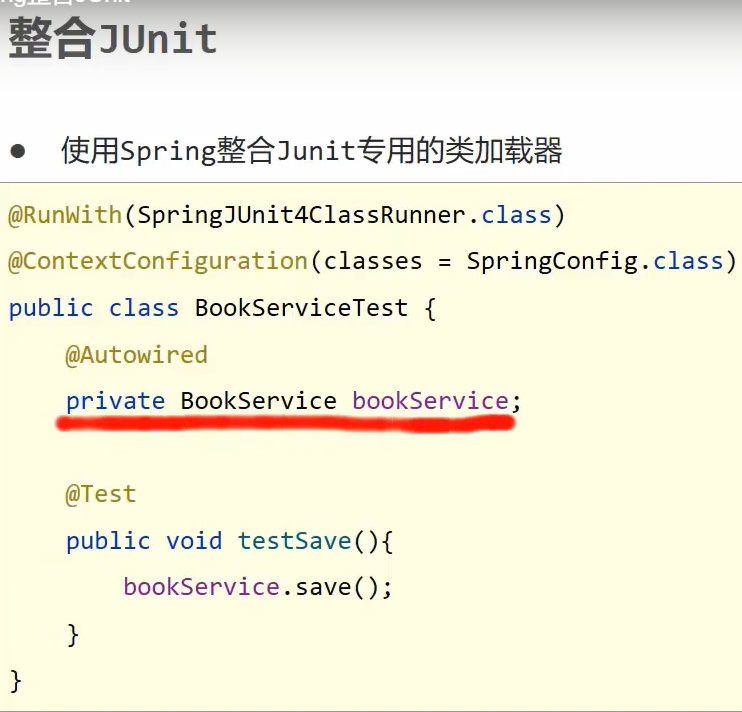 整合JUnit
● 使用Spring整合Junit专用的类加载器
@RunWith(SpringJUnit4ClassRunner.class)
@ContextConfiguration(classes = SpringConfig.class)
public class BookServiceTest {
@Autowired
private BookService bookService;
@Test
public void testSave(){
bookService.save();
}
}